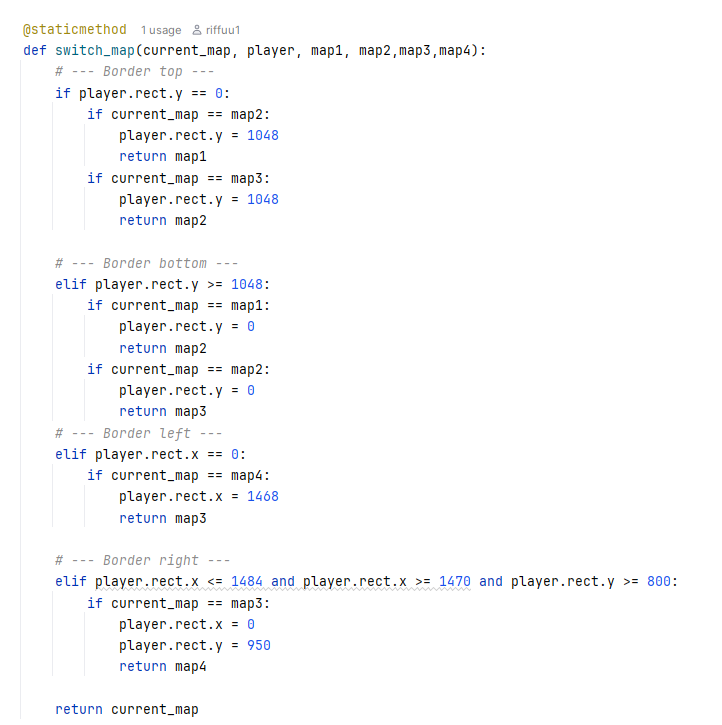 @staticmethod 1 usage riffuu1
def switch_map(current_map, player, map1, map2,map3,map4):
    # --- Border top ---
    if player.rect.y == 0:
        if current_map == map2:
            player.rect.y = 1048
            return map1
        if current_map == map3:
            player.rect.y = 1048
            return map2

    # --- Border bottom ---
    elif player.rect.y >= 1048:
        if current_map == map1:
            player.rect.y = 0
            return map2
        if current_map == map2:
            player.rect.y = 0
            return map3
    # --- Border left ---
    elif player.rect.x == 0:
        if current_map == map4:
            player.rect.x = 1468
            return map3

    # --- Border right ---
    elif player.rect.x <= 1484 and player.rect.x >= 1470 and player.rect.y >= 800:
        if current_map == map3:
            player.rect.x = 0
            player.rect.y = 950
            return map4

    return current_map